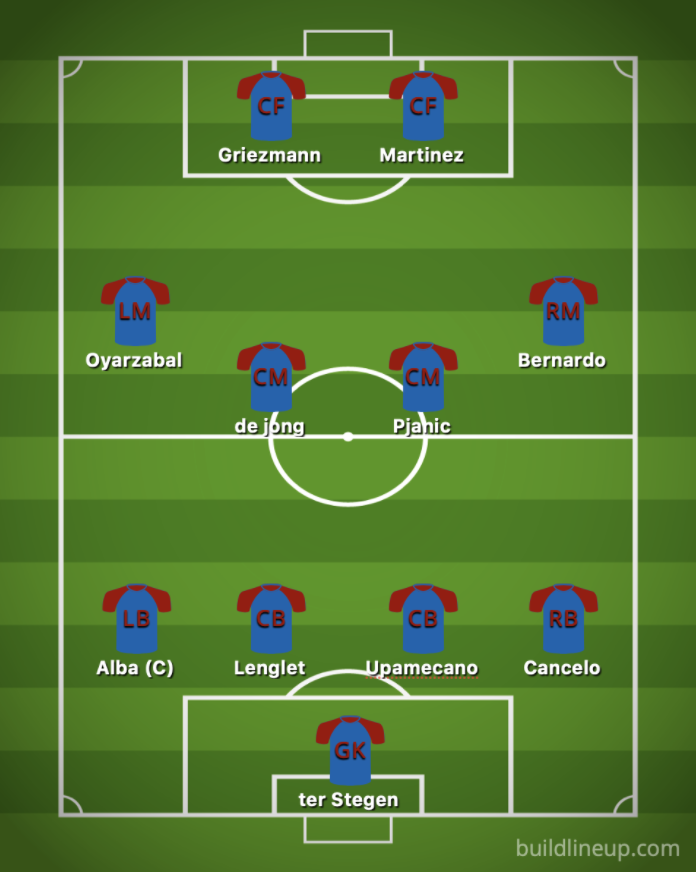 CF CF
Griezmann Martinez
LM RM
Oyarzabal Bernardo
CM CM
de jong Pjanic
LB CB CB RB
Alba (C) Lenglet Upamecano Cancelo
GK
ter Stegen
buildlineup.com